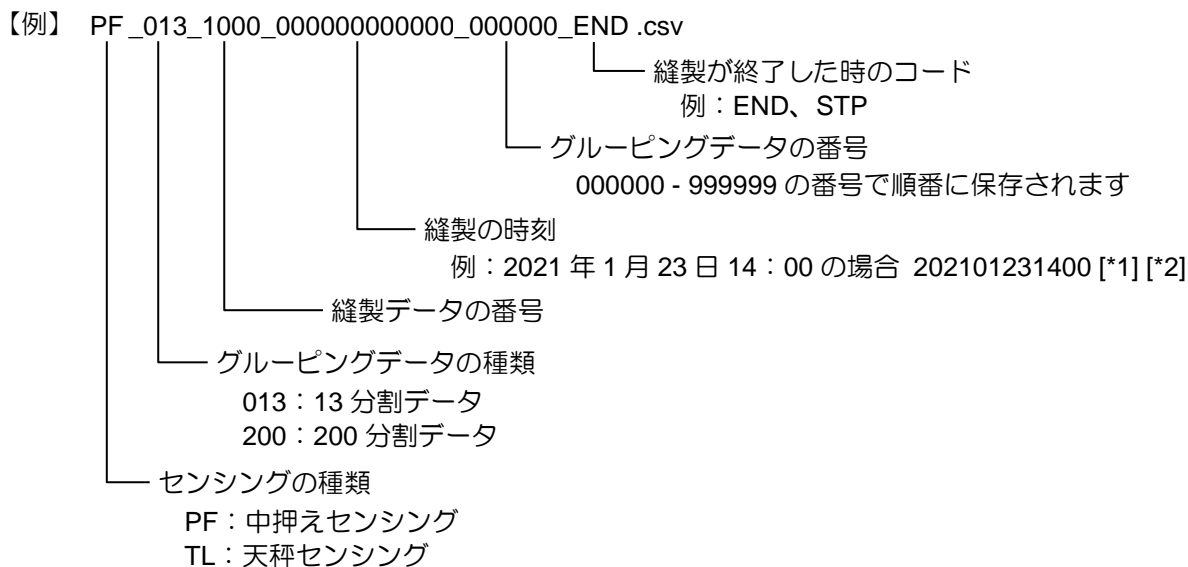 【例】 PF _013_1000_000000000000_000000_END .csv
縫製が終了した時のコード
例：END、STP
グルーピングデータの番号
000000 - 999999 の番号で順番に保存されます
縫製の時刻
例：2021 年 1 月 23 日 14：00 の場合 202101231400 [*1] [*2]
縫製データの番号
グルーピングデータの種類
013：13 分割データ
200：200 分割データ
センシングの種類
PF：中押えセンシング
TL：天秤センシング